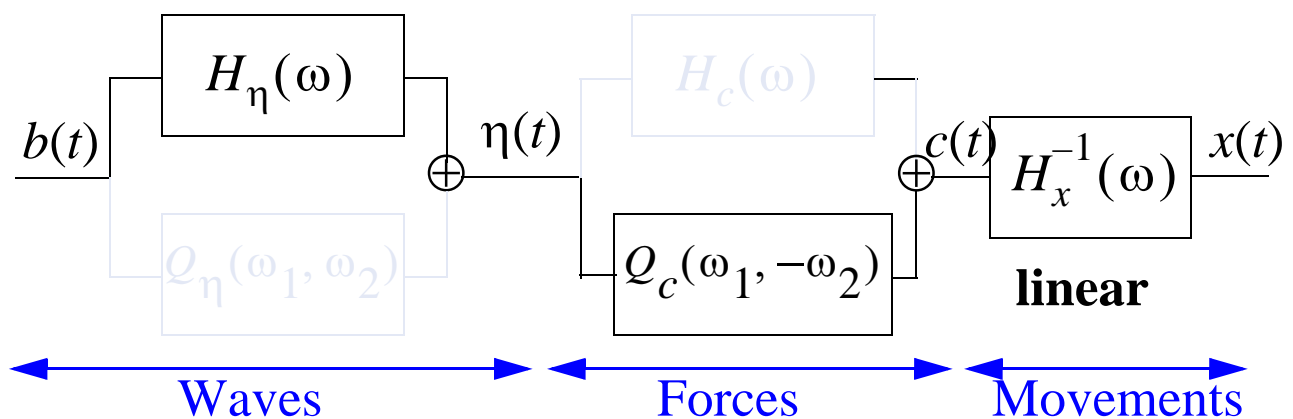 b(t)
H_η(ω)
Q_η(ω_1, ω_2)
η(t)
H_c(ω)
Q_c(ω_1, −ω_2)
c(t)
H_x^{−1}(ω)
x(t)
linear
Waves
Forces
Movements